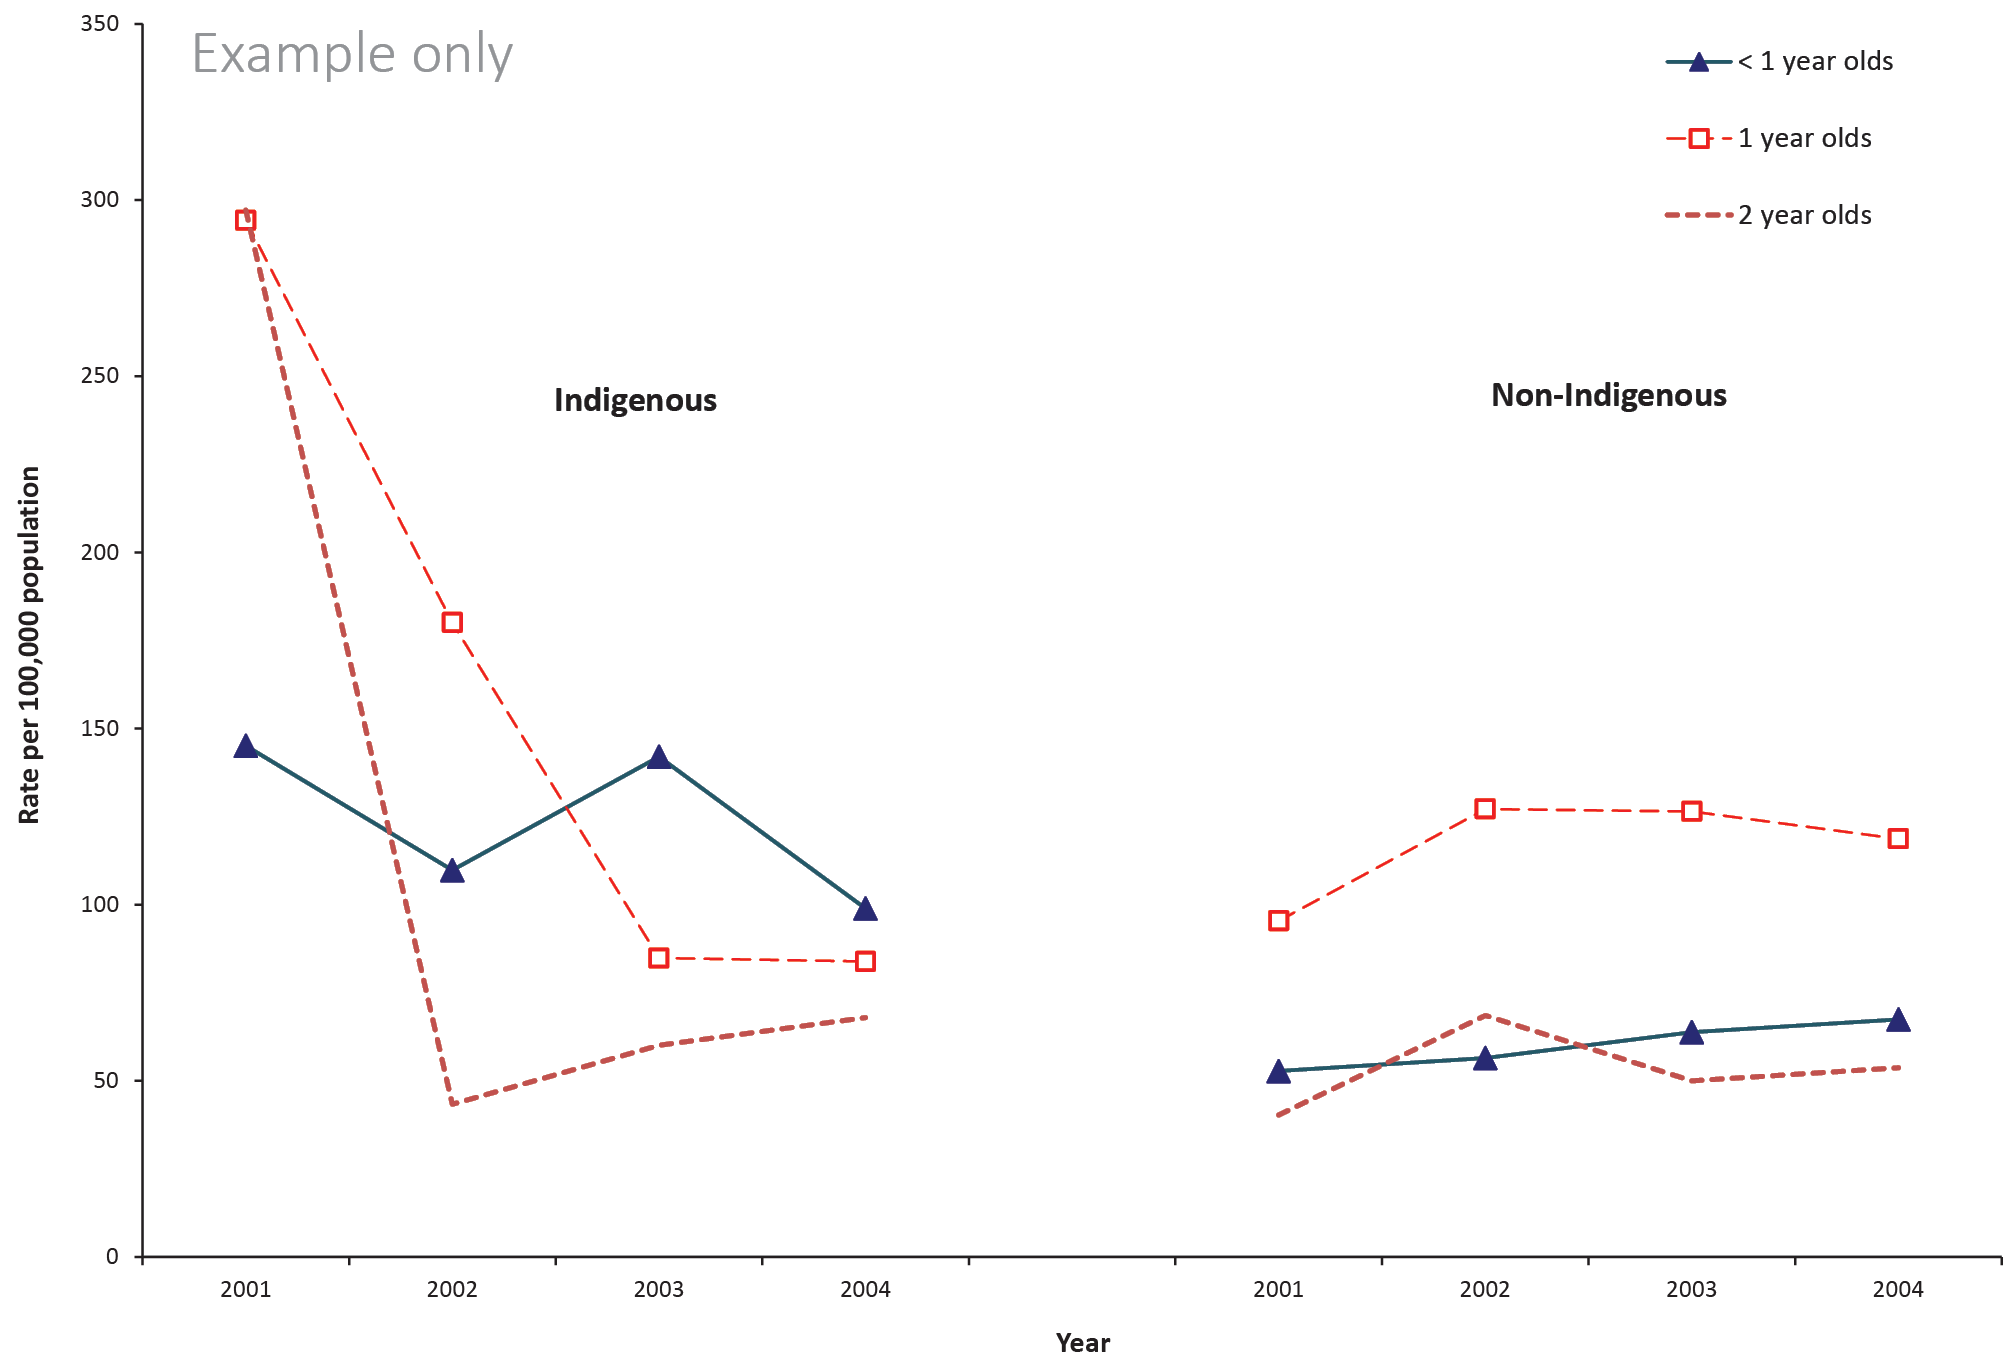 Example only
< 1 year olds
1 year olds
2 year olds
350
300
250
200
150
100
50
0
Rate per 100,000 population
Indigenous
Non-Indigenous
2001 2002 2003 2004 2001 2002 2003 2004
Year